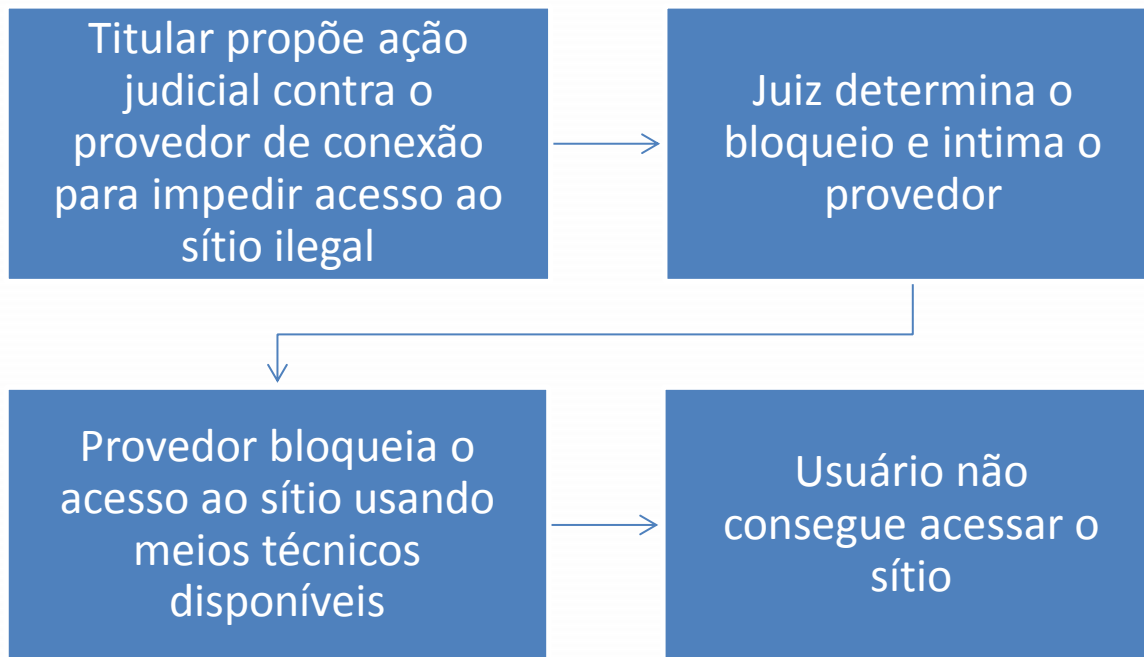 Titular propõe ação
judicial contra o
provedor de conexão
para impedir acesso ao
sítio ilegal
Juiz determina o
bloqueio e intima o
provedor
Provedor bloqueia o
acesso ao sítio usando
meios técnicos
disponíveis
Usuário não
consegue acessar o
sítio